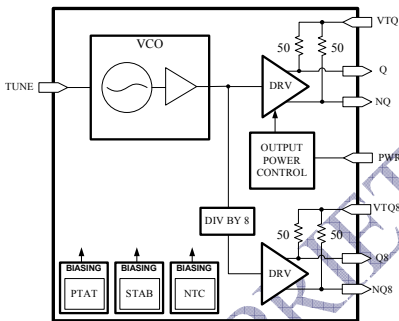 VTQ
VCO
50 50
Q
TUNE
DRV
NQ
OUTPUT
POWER
CONTROL
PWR
VTQ8
DIV BY 8
50 50
Q8
BIASING BIASING BIASING
DRV
PTAT STAB NTC
NQ8